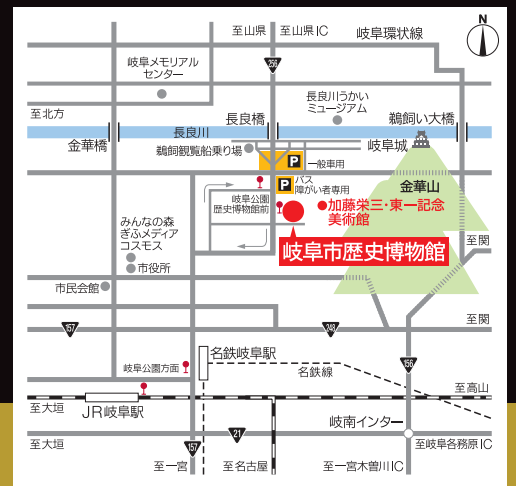 至山県
至山県IC
岐阜環状線
N
256
岐阜メモリアル
センター
長良川うかい
ミュージアム
至北方
長良橋
鵜飼い大橋
長良川
金華橋
鵜飼観覧船乗り場
岐阜城
P
一般車用
P
バス
障がい者専用
金華山
岐阜公園
歴史博物館前
加藤栄三・東一記念
美術館
みんなの森
ぎふメディア
コスモス
市役所
岐阜市歴史博物館
至関
市民会館
157
248
至関
名鉄岐阜駅
岐阜公園方面
名鉄線
156
至高山
至大垣
JR岐阜駅
岐南インター
至大垣
21
157
至岐阜各務原IC
至一宮
至名古屋
至一宮木曽川IC